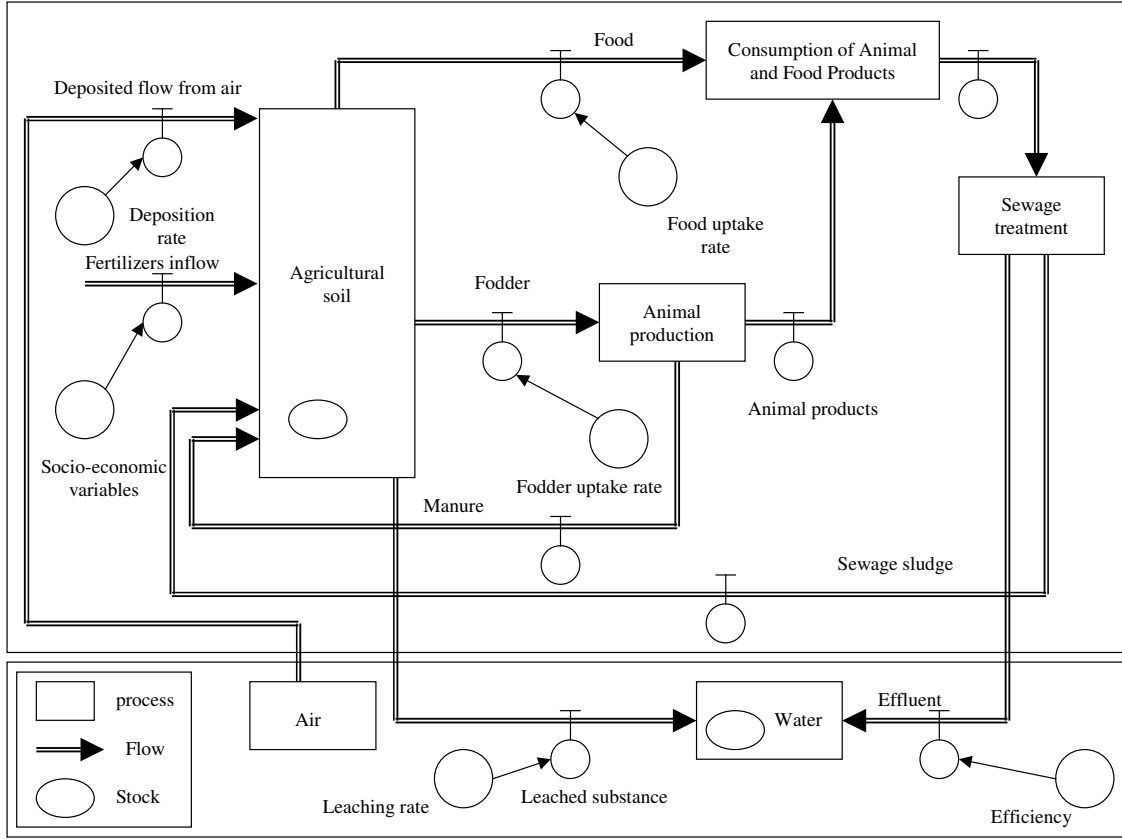 Food
Consumption of Animal
and Food Products
Deposited flow from air
Deposition
rate
Food uptake
rate
Sewage
treatment
Fertilizers inflow
Agricultural
soil
Fodder
Animal
production
Animal products
Socio-economic
variables
Fodder uptake rate
Manure
Sewage sludge
process
Flow
Stock
Air
Water
Effluent
Leaching rate
Leached substance
Efficiency